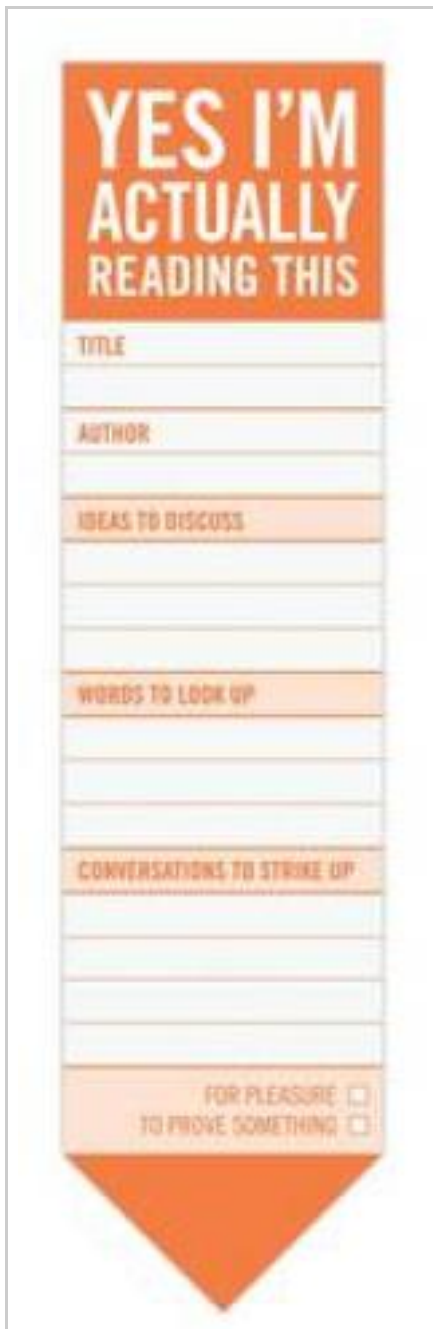 YES I'M
ACTUALLY
READING THIS
TITLE
AUTHOR
IDEAS TO DISCUSS
WORDS TO LOOK UP
CONVERSATIONS TO STRIKE UP
FOR PLEASURE
TO PROVE SOMETHING